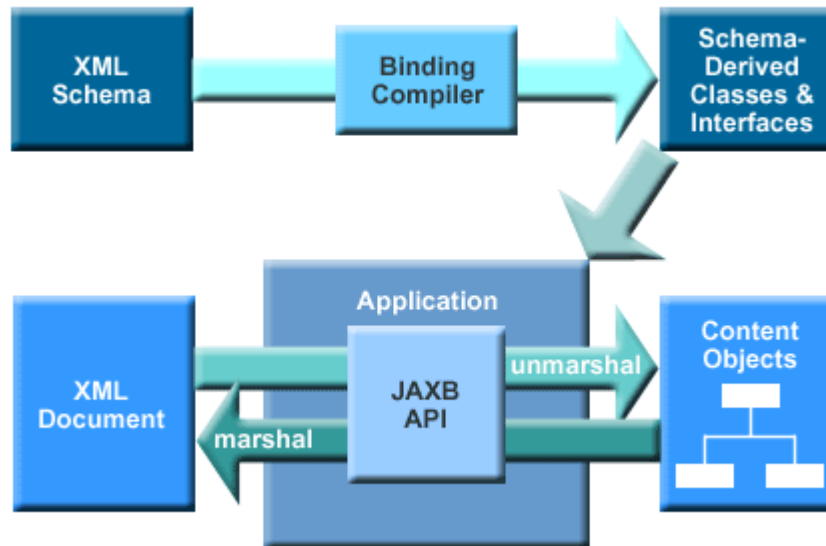 XML
Schema
Binding
Compiler
Schema-
Derived
Classes &
Interfaces
Application
XML
Document
JAXB
API
unmarshal
marshal
Content
Objects